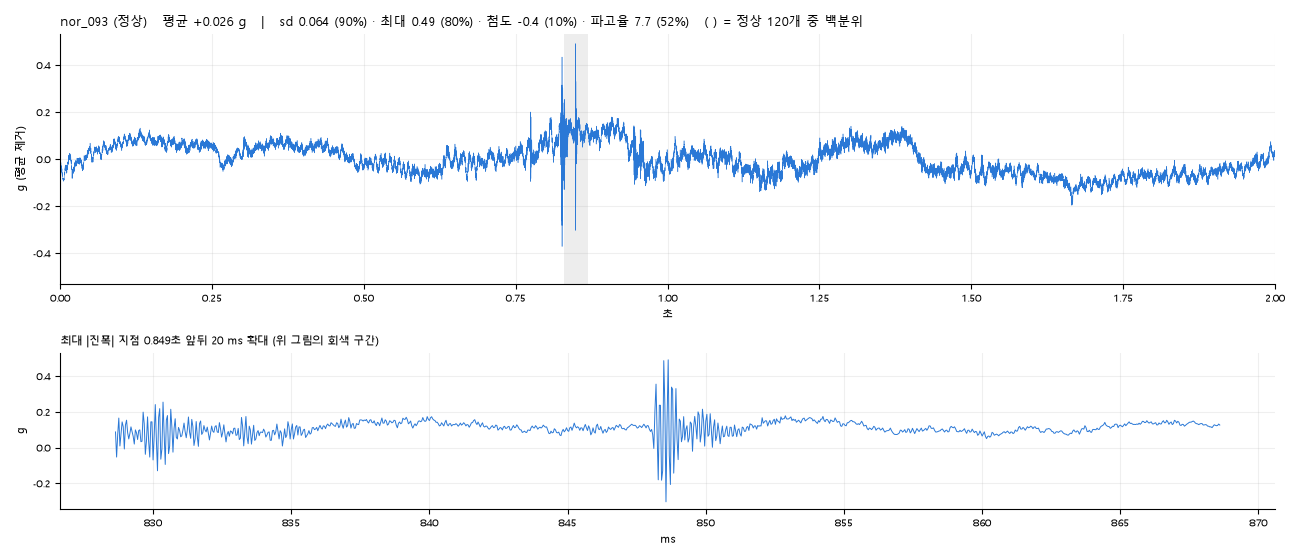 nor_093 (정상) 평균 +0.026 g | sd 0.064 (90%) · 최대 0.49 (80%) · 첨도 -0.4 (10%) · 파고율 7.7 (52%) ( ) = 정상 120개 중 백분위
g (평균 제거)
0.4
0.2
0.0
-0.2
-0.4
0.00 0.25 0.50 0.75 1.00 1.25 1.50 1.75 2.00
초
최대 |진폭| 지점 0.849초 앞뒤 20 ms 확대 (위 그림의 회색 구간)
g
0.4
0.2
0.0
-0.2
830 835 840 845 850 855 860 865 870
ms